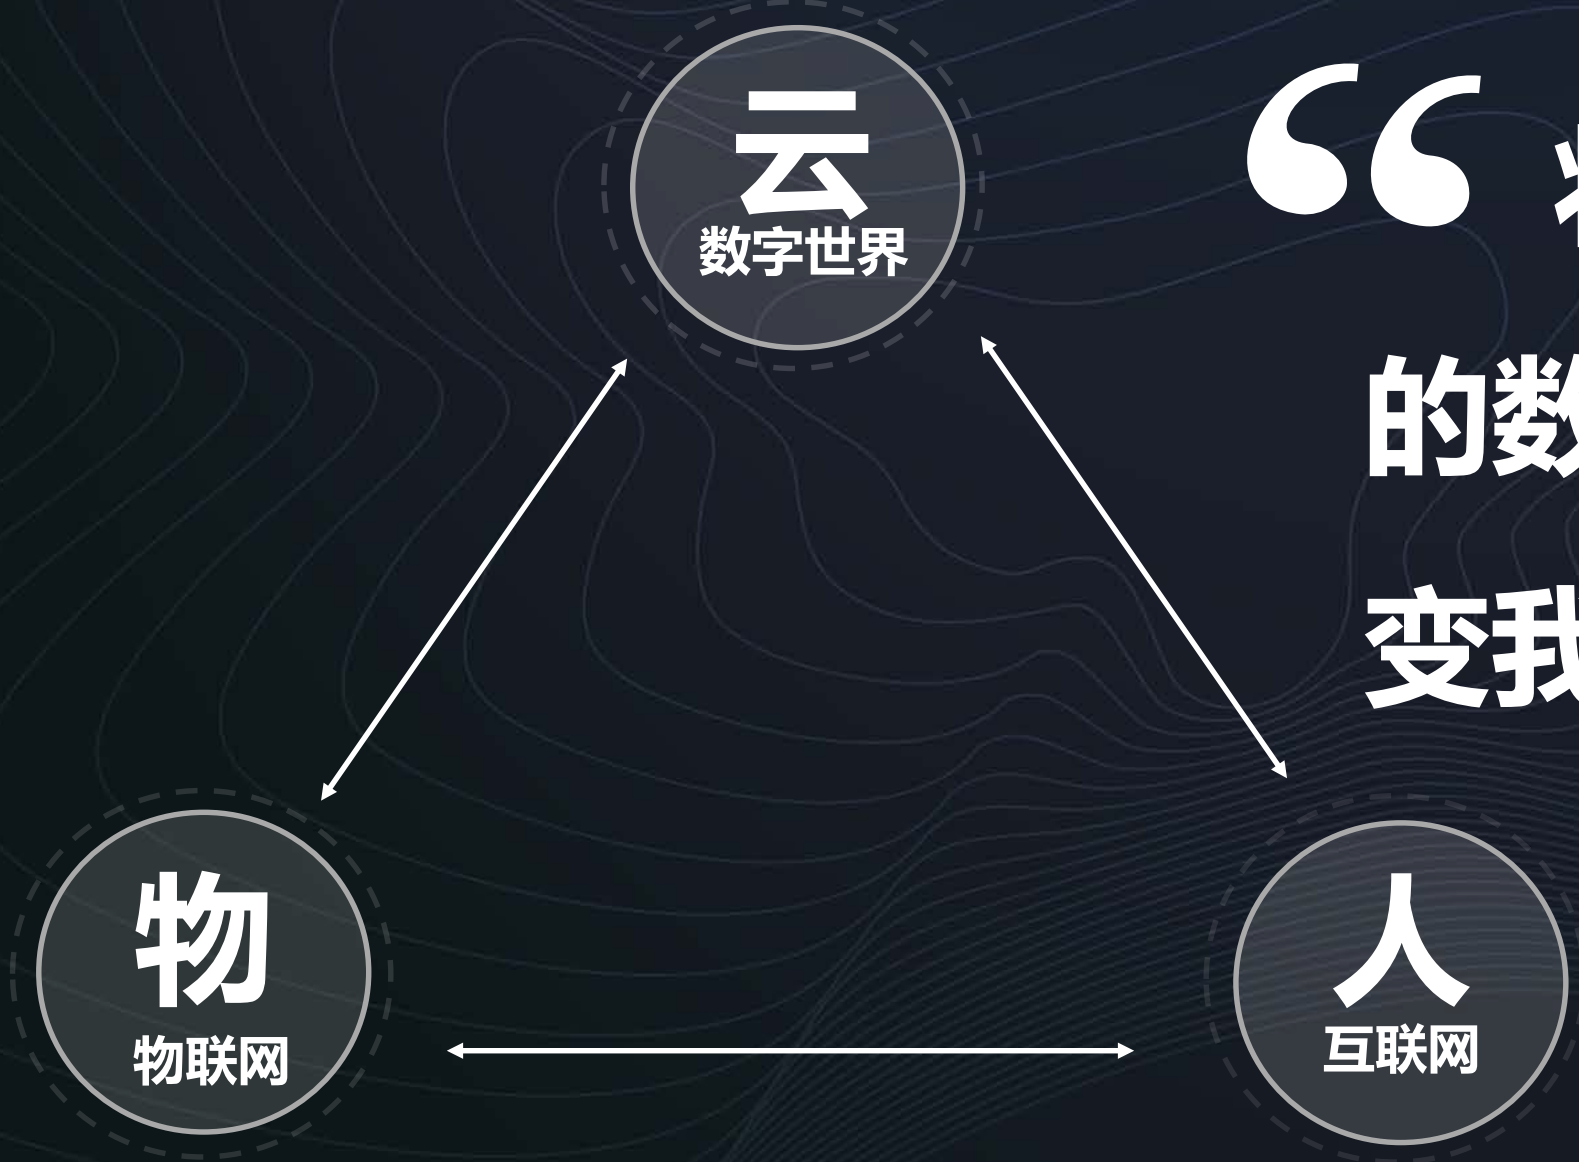 云
数字世界
“
的数
变我
物
物联网
人
互联网